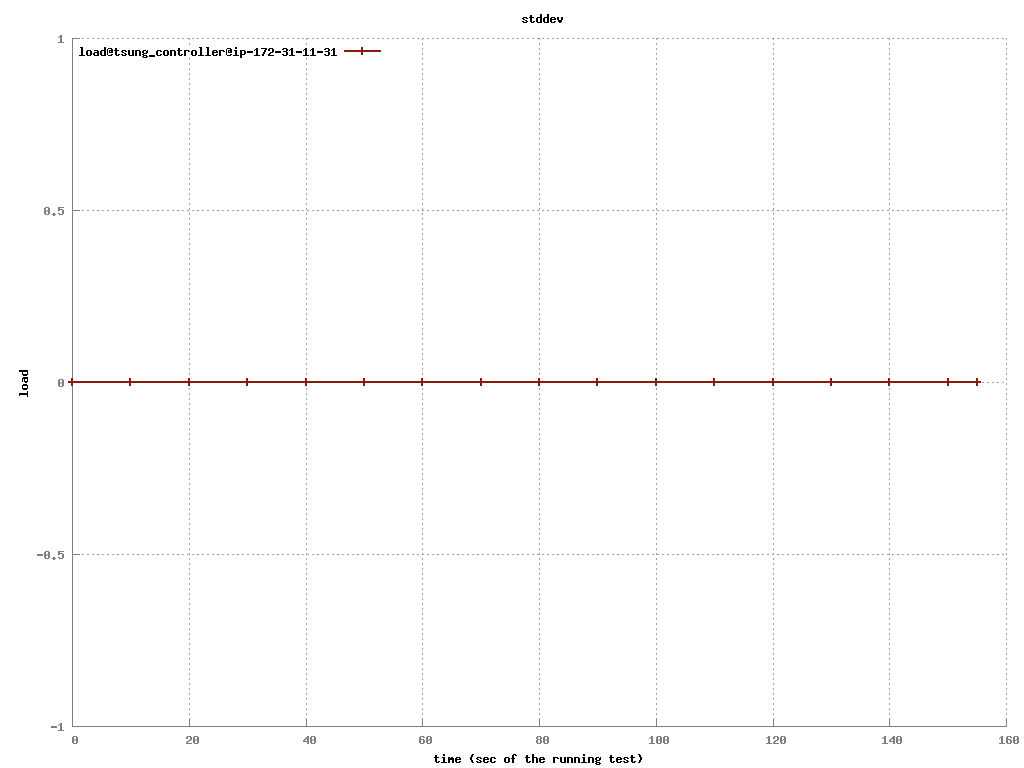 stddev
1
load@tsung_controller@ip-172-31-11-31
0.5
load
0
-0.5
-1
0 20 40 60 80 100 120 140 160
time (sec of the running test)